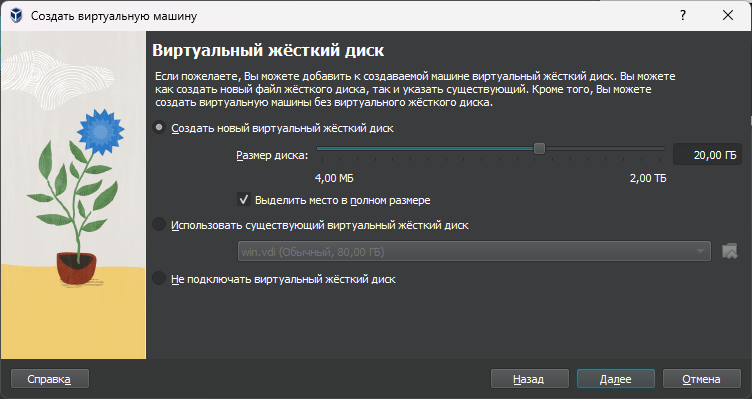 Создать виртуальную машину
Виртуальный жёсткий диск
Если пожелаете, Вы можете добавить к создаваемой машине виртуальный жёсткий диск. Вы можете
как создать новый файл жёсткого диска, так и указать существующий. Кроме того, Вы можете
создать виртуальную машины без виртуального жёсткого диска.
Создать новый виртуальный жёсткий диск
Размер диска:
20,00 ГБ
4,00 МБ
2,00 ТБ
Выделить место в полном размере
Использовать существующий виртуальный жёсткий диск
win.vdi (Обычный, 80,00 ГБ)
Не подключать виртуальный жёсткий диск
Справка
Назад
Далее
Отмена